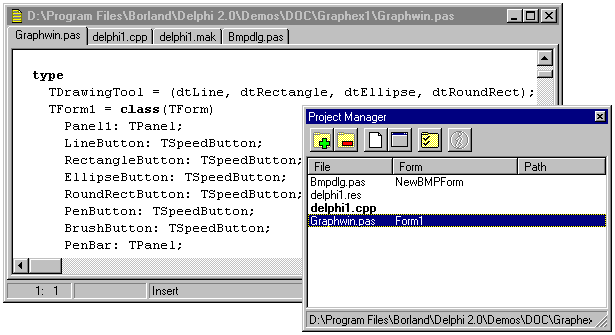 D:\Program Files\Borland\Delphi 2.0\Demos\DOC\Graphex1\Graphwin.pas
Graphwin.pas delphi1.cpp delphi1.mak Bmpdlg.pas
type
TDrawingTool = (dtLine, dtRectangle, dtEllipse, dtRoundRect);
TForm1 = class(TForm)
Panel1: TPanel;
LineButton: TSpeedButton;
RectangleButton: TSpeedButton;
EllipseButton: TSpeedButton;
RoundRectButton: TSpeedButton;
PenButton: TSpeedButton;
BrushButton: TSpeedButton;
PenBar: TPanel;
1: 1 Insert
Project Manager
File Form Path
Bmpdlg.pas NewBMPForm
delphi1.res
delphi1.cpp
Graphwin.pas Form1
D:\Program Files\Borland\Delphi 2.0\Demos\DOC\Graphex